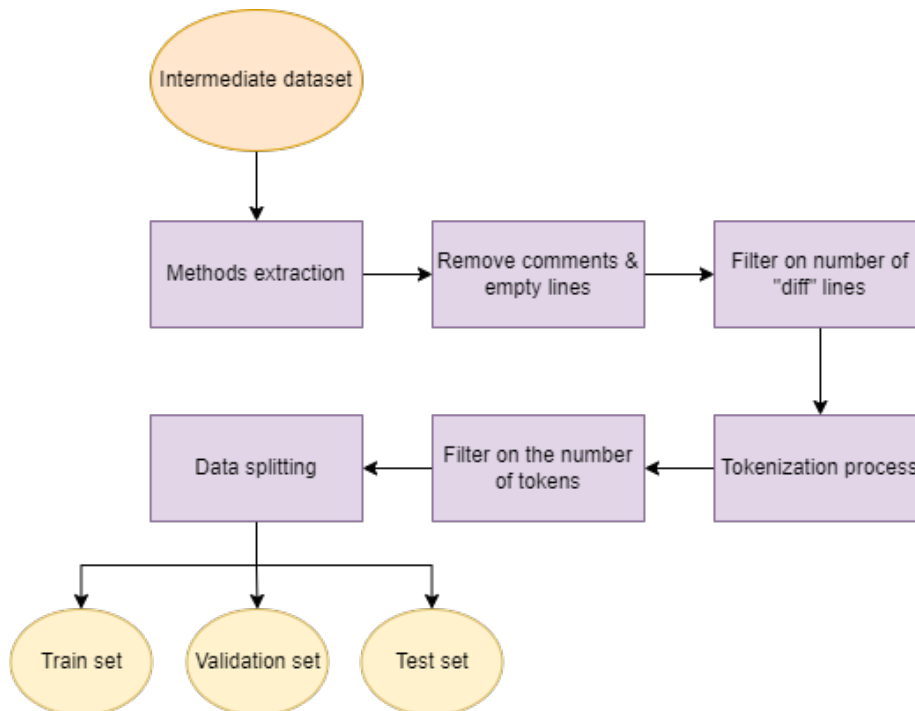 Intermediate dataset
Methods extraction
Remove comments &
empty lines
Filter on number of
"diff" lines
Tokenization process
Filter on the number
of tokens
Data splitting
Train set
Validation set
Test set